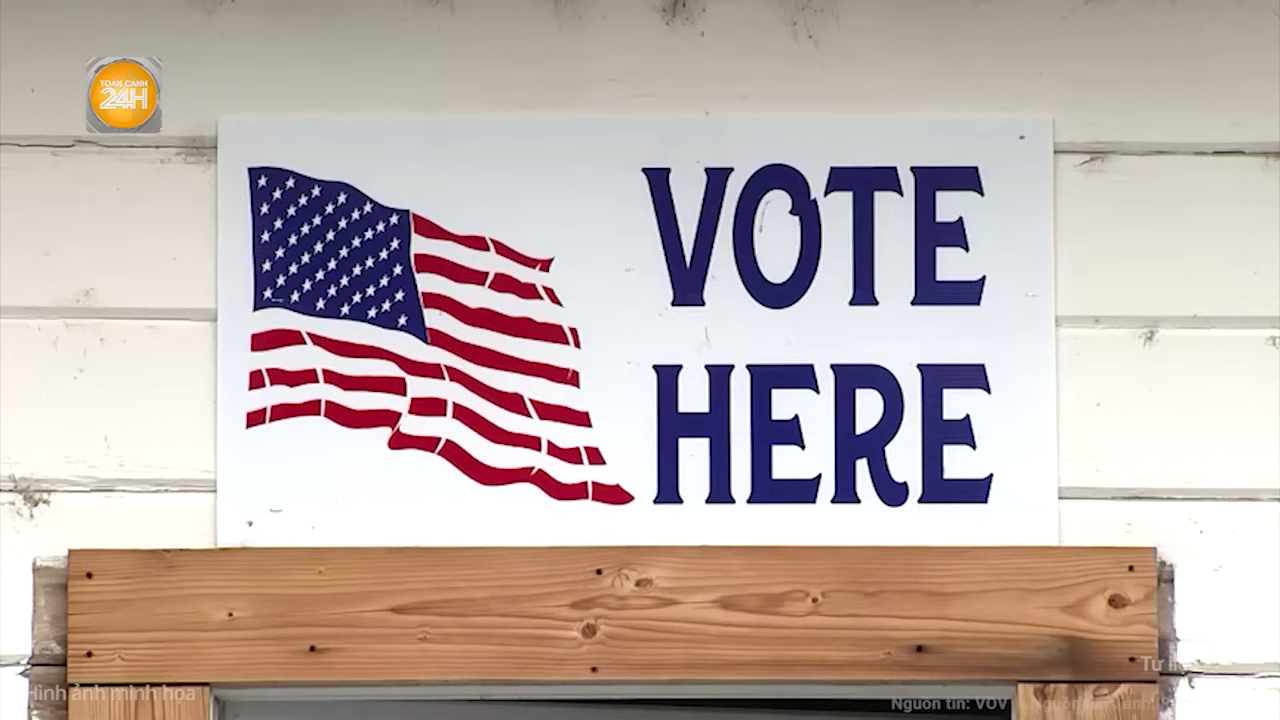 TOÀN CẢNH
24H
VOTE
HERE
Hình ảnh minh họa
Nguồn tin: VOV